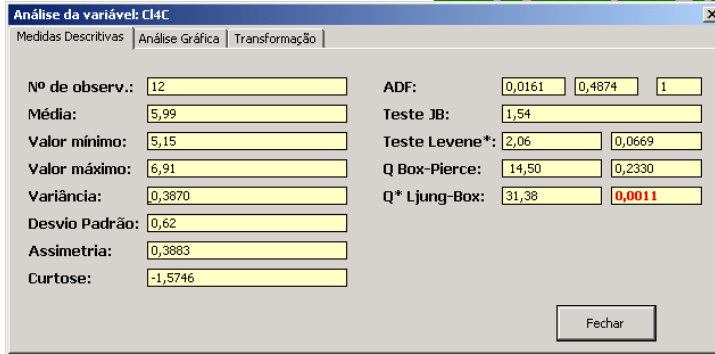 Análise da variável: Cl4C
Medidas Descritivas Análise Gráfica Transformação
Nº de observ.: 12 ADF: 0,0161 0,4874 1
Média: 5,99 Teste JB: 1,54
Valor mínimo: 5,15 Teste Levene*: 2,06 0,0669
Valor máximo: 6,91 Q Box-Pierce: 14,50 0,2330
Variância: 0,3870 Q* Ljung-Box: 31,38 0,0011
Desvio Padrão: 0,62
Assimetria: 0,3883
Curtose: -1,5746
Fechar